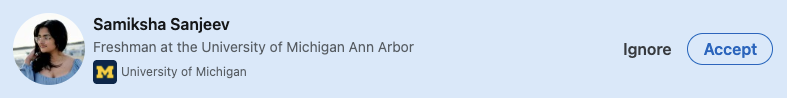 Samiksha Sanjeev
Freshman at the University of Michigan Ann Arbor
Ignore
Accept
M
University of Michigan